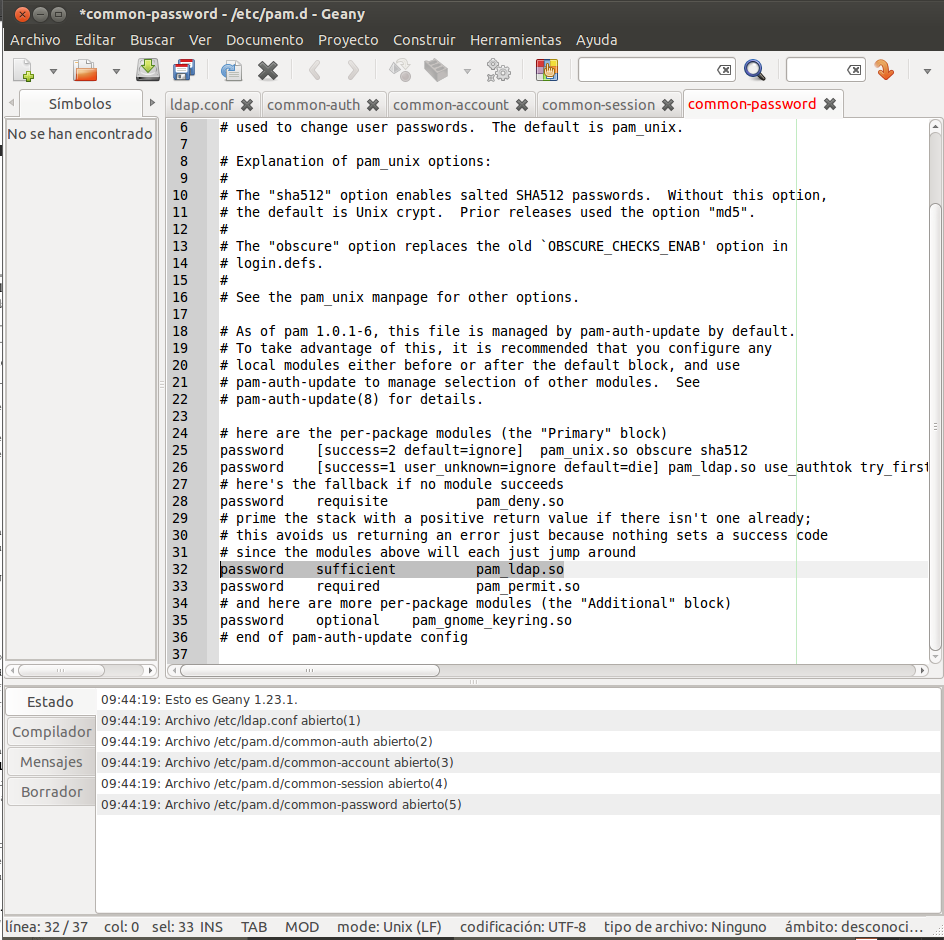 *common-password - /etc/pam.d - Geany
Archivo Editar Buscar Ver Documento Proyecto Construir Herramientas Ayuda
Símbolos
ldap.conf common-auth common-account common-session common-password
No se han encontrado
6 # used to change user passwords.  The default is pam_unix.
7
8 # Explanation of pam_unix options:
9 #
10 # The "sha512" option enables salted SHA512 passwords.  Without this option,
11 # the default is Unix crypt.  Prior releases used the option "md5".
12 #
13 # The "obscure" option replaces the old `OBSCURE_CHECKS_ENAB' option in
14 # login.defs.
15 #
16 # See the pam_unix manpage for other options.
17
18 # As of pam 1.0.1-6, this file is managed by pam-auth-update by default.
19 # To take advantage of this, it is recommended that you configure any
20 # local modules either before or after the default block, and use
21 # pam-auth-update to manage selection of other modules.  See
22 # pam-auth-update(8) for details.
23
24 # here are the per-package modules (the "Primary" block)
25 password    [success=2 default=ignore]  pam_unix.so obscure sha512
26 password    [success=1 user_unknown=ignore default=die] pam_ldap.so use_authtok try_first
27 # here's the fallback if no module succeeds
28 password    requisite           pam_deny.so
29 # prime the stack with a positive return value if there isn't one already;
30 # this avoids us returning an error just because nothing sets a success code
31 # since the modules above will each just jump around
32 password    sufficient          pam_ldap.so
33 password    required            pam_permit.so
34 # and here are more per-package modules (the "Additional" block)
35 password    optional    pam_gnome_keyring.so
36 # end of pam-auth-update config
37
Estado
Compilador
Mensajes
Borrador
09:44:19: Esto es Geany 1.23.1.
09:44:19: Archivo /etc/ldap.conf abierto(1)
09:44:19: Archivo /etc/pam.d/common-auth abierto(2)
09:44:19: Archivo /etc/pam.d/common-account abierto(3)
09:44:19: Archivo /etc/pam.d/common-session abierto(4)
09:44:19: Archivo /etc/pam.d/common-password abierto(5)
línea: 32 / 37 col: 0 sel: 33 INS TAB MOD modo: Unix (LF) codificación: UTF-8 tipo de archivo: Ninguno ámbito: desconoci...